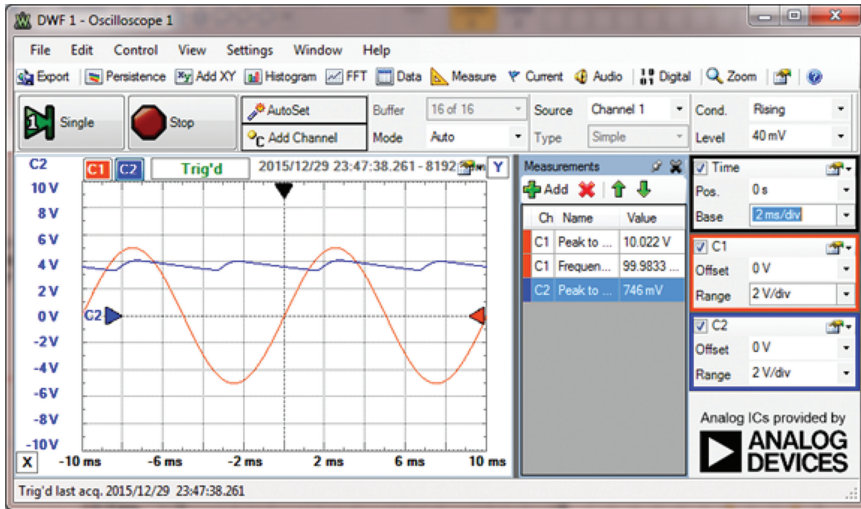 DWF 1 - Oscilloscope 1
File Edit Control View Settings Window Help
Export Persistence Add XY Histogram FFT Data Measure Current Audio Digital Zoom
Single Stop AutoSet Buffer 16 of 16 Source Channel 1 Cond. Rising
Add Channel Mode Auto Type Simple Level 40 mV
C2 C1 C2 Trig'd 2015/12/29 23:47:38.261 - 8192 Y
10 V
8 V
6 V
4 V
2 V
0 V
-2 V
-4 V
-6 V
-8 V
-10 V
C2
X -10 ms -6 ms -2 ms 2 ms 6 ms 10 ms
Measurements
Add
Ch Name Value
C1 Peak to ... 10.022 V
C1 Frequen... 99.9833 ...
C2 Peak to ... 746 mV
Time
Pos. 0 s
Base 2 ms/div
C1
Offset 0 V
Range 2 V/div
C2
Offset 0 V
Range 2 V/div
Analog ICs provided by
ANALOG
DEVICES
Trig'd last acq. 2015/12/29 23:47:38.261